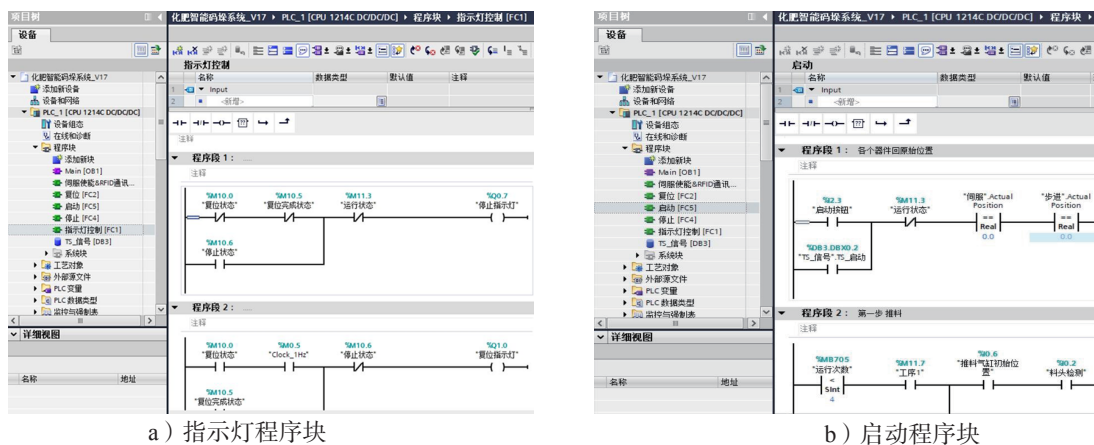 项目树
化肥智能码垛系统_V17 ▸ PLC_1 [CPU 1214C DC/DC/DC] ▸ 程序块 ▸ 指示灯控制 [FC1]
设备
指示灯控制
名称 数据类型 默认值 注释
1 Input
2 <新增>
化肥智能码垛系统_V17
添加新设备
设备和网络
PLC_1 [CPU 1214C DC/DC/DC]
设备组态
在线和诊断
程序块
添加新块
Main [OB1]
伺服使能&RFID通讯...
复位 [FC2]
启动 [FC5]
停止 [FC4]
指示灯控制 [FC1]
TS_信号 [DB3]
系统块
工艺对象
外部源文件
PLC 变量
PLC 数据类型
监控与强制表
详细视图
名称 地址
注释
程序段 1： ....
注释
%M10.0 %M10.5 %M11.3 %Q0.7
"复位状态" "复位完成状态" "运行状态" "停止指示灯"
%M10.6
"停止状态"
程序段 2： ....
注释
%M10.0 %M0.5 %M10.6 %Q1.0
"复位状态" "Clock_1Hz" "停止状态" "复位指示灯"
%M10.5
"复位完成状态"
a）指示灯程序块
项目树
化肥智能码垛系统_V17 ▸ PLC_1 [CPU 1214C DC/DC/DC] ▸ 程序块 ▸
设备
启动
名称 数据类型 默认值
1 Input
2 <新增>
化肥智能码垛系统_V17
添加新设备
设备和网络
PLC_1 [CPU 1214C DC/DC/DC]
设备组态
在线和诊断
程序块
添加新块
Main [OB1]
伺服使能&RFID通讯...
复位 [FC2]
启动 [FC5]
停止 [FC4]
指示灯控制 [FC1]
TS_信号 [DB3]
系统块
工艺对象
外部源文件
PLC 变量
PLC 数据类型
监控与强制表
详细视图
名称 地址
程序段 1： 各个器件回原始位置
注释
%I2.3 %M11.3 "伺服".Actual "步进".Actual
"启动按钮" "运行状态" Position Position
== ==
Real Real
0.0 0.0
%DB3.DBX0.2
"TS_信号".TS_启动
程序段 2： 第一步 推料
注释
%MB705 %M11.7 %I0.6 %I0.2
"运行次数" "工序1" "推料气缸初始位置" "料头检测"
<
SInt
4
b）启动程序块